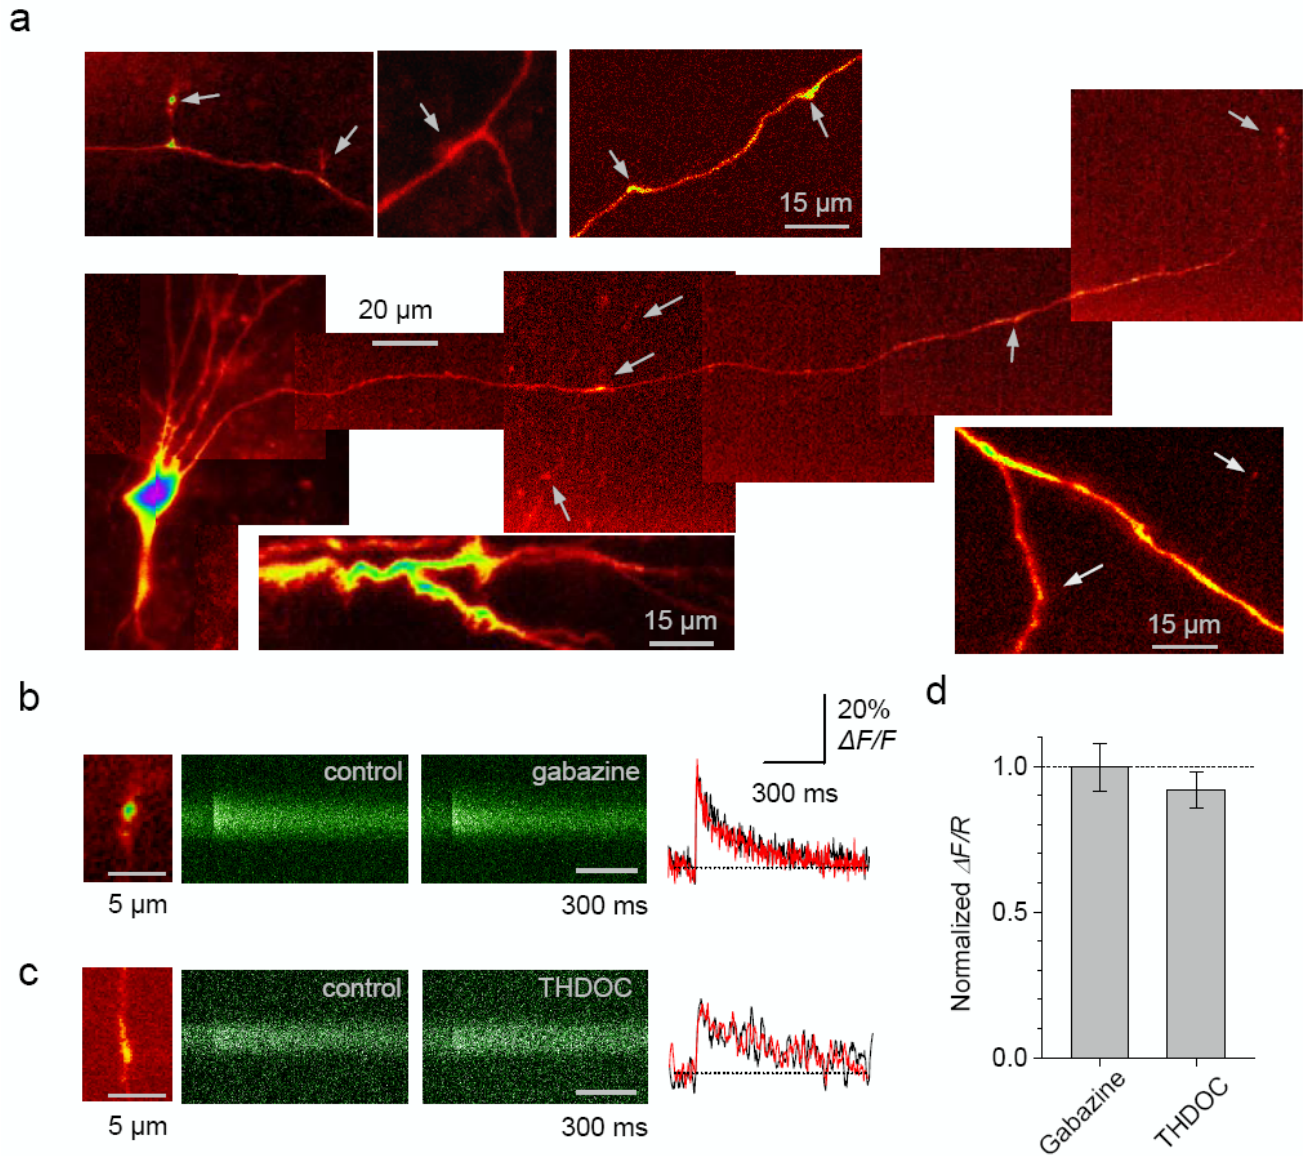 a
15 µm
20 µm
15 µm
15 µm
b
control
gabazine
20%
ΔF/F
300 ms
5 µm
300 ms
c
control
THDOC
5 µm
300 ms
d
Normalized ΔF/R
1.0
0.5
0.0
Gabazine
THDOC